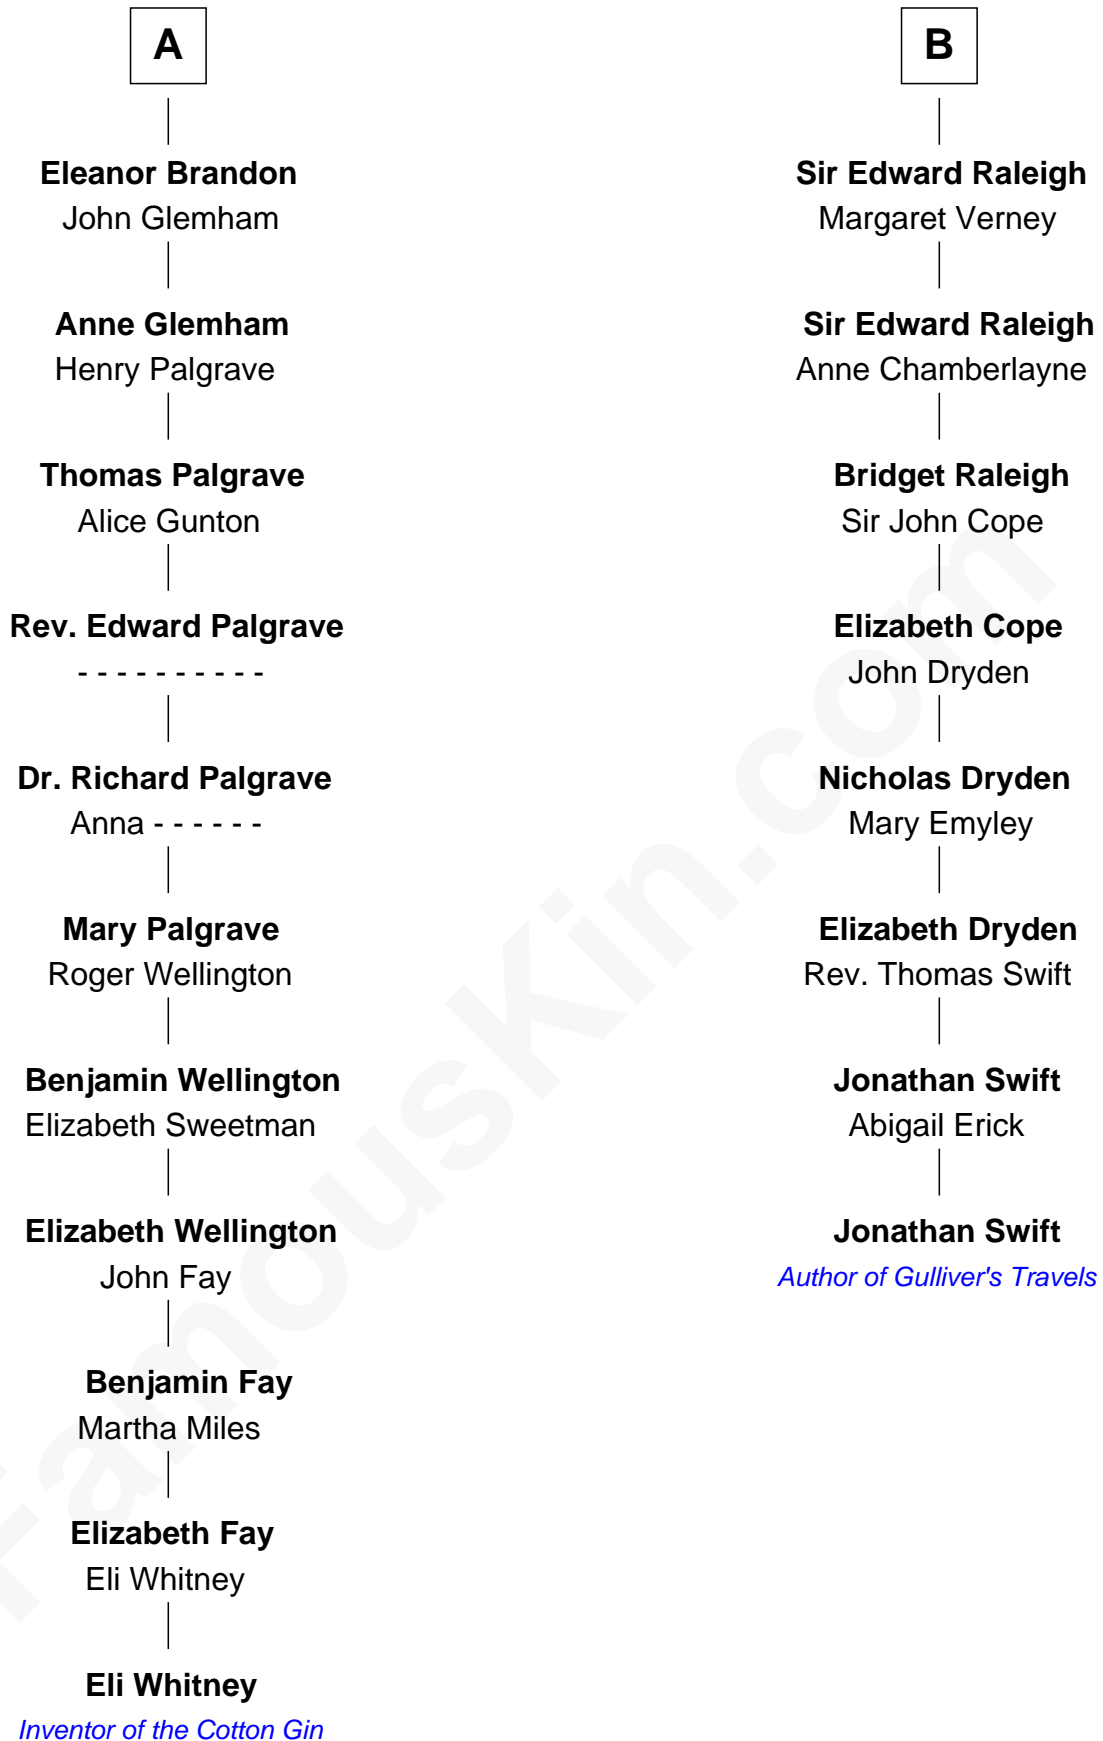 A
Eleanor Brandon
John Glemham
Anne Glemham
Henry Palgrave
Thomas Palgrave
Alice Gunton
Rev. Edward Palgrave
- - - - - - - - - -
Dr. Richard Palgrave
Anna - - - - - -
Mary Palgrave
Roger Wellington
Benjamin Wellington
Elizabeth Sweetman
Elizabeth Wellington
John Fay
Benjamin Fay
Martha Miles
Elizabeth Fay
Eli Whitney
Eli Whitney
Inventor of the Cotton Gin
B
Sir Edward Raleigh
Margaret Verney
Sir Edward Raleigh
Anne Chamberlayne
Bridget Raleigh
Sir John Cope
Elizabeth Cope
John Dryden
Nicholas Dryden
Mary Emyley
Elizabeth Dryden
Rev. Thomas Swift
Jonathan Swift
Abigail Erick
Jonathan Swift
Author of Gulliver's Travels
FamousKin.com